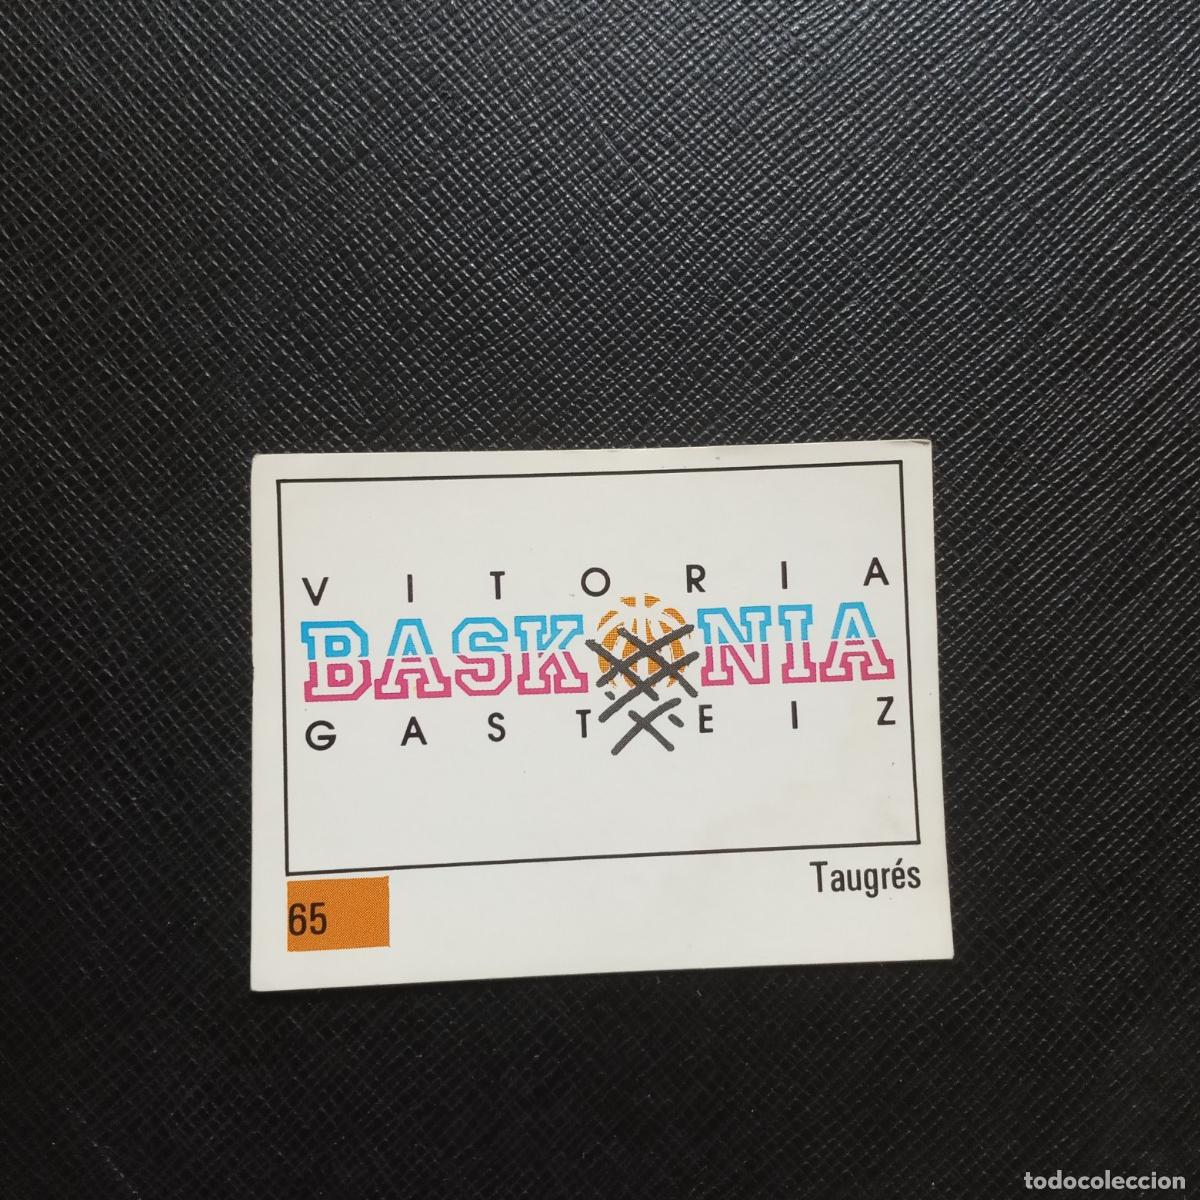 VITORIA
BASKONIA
GASTEIZ
Taugrés
65
todocoleccion